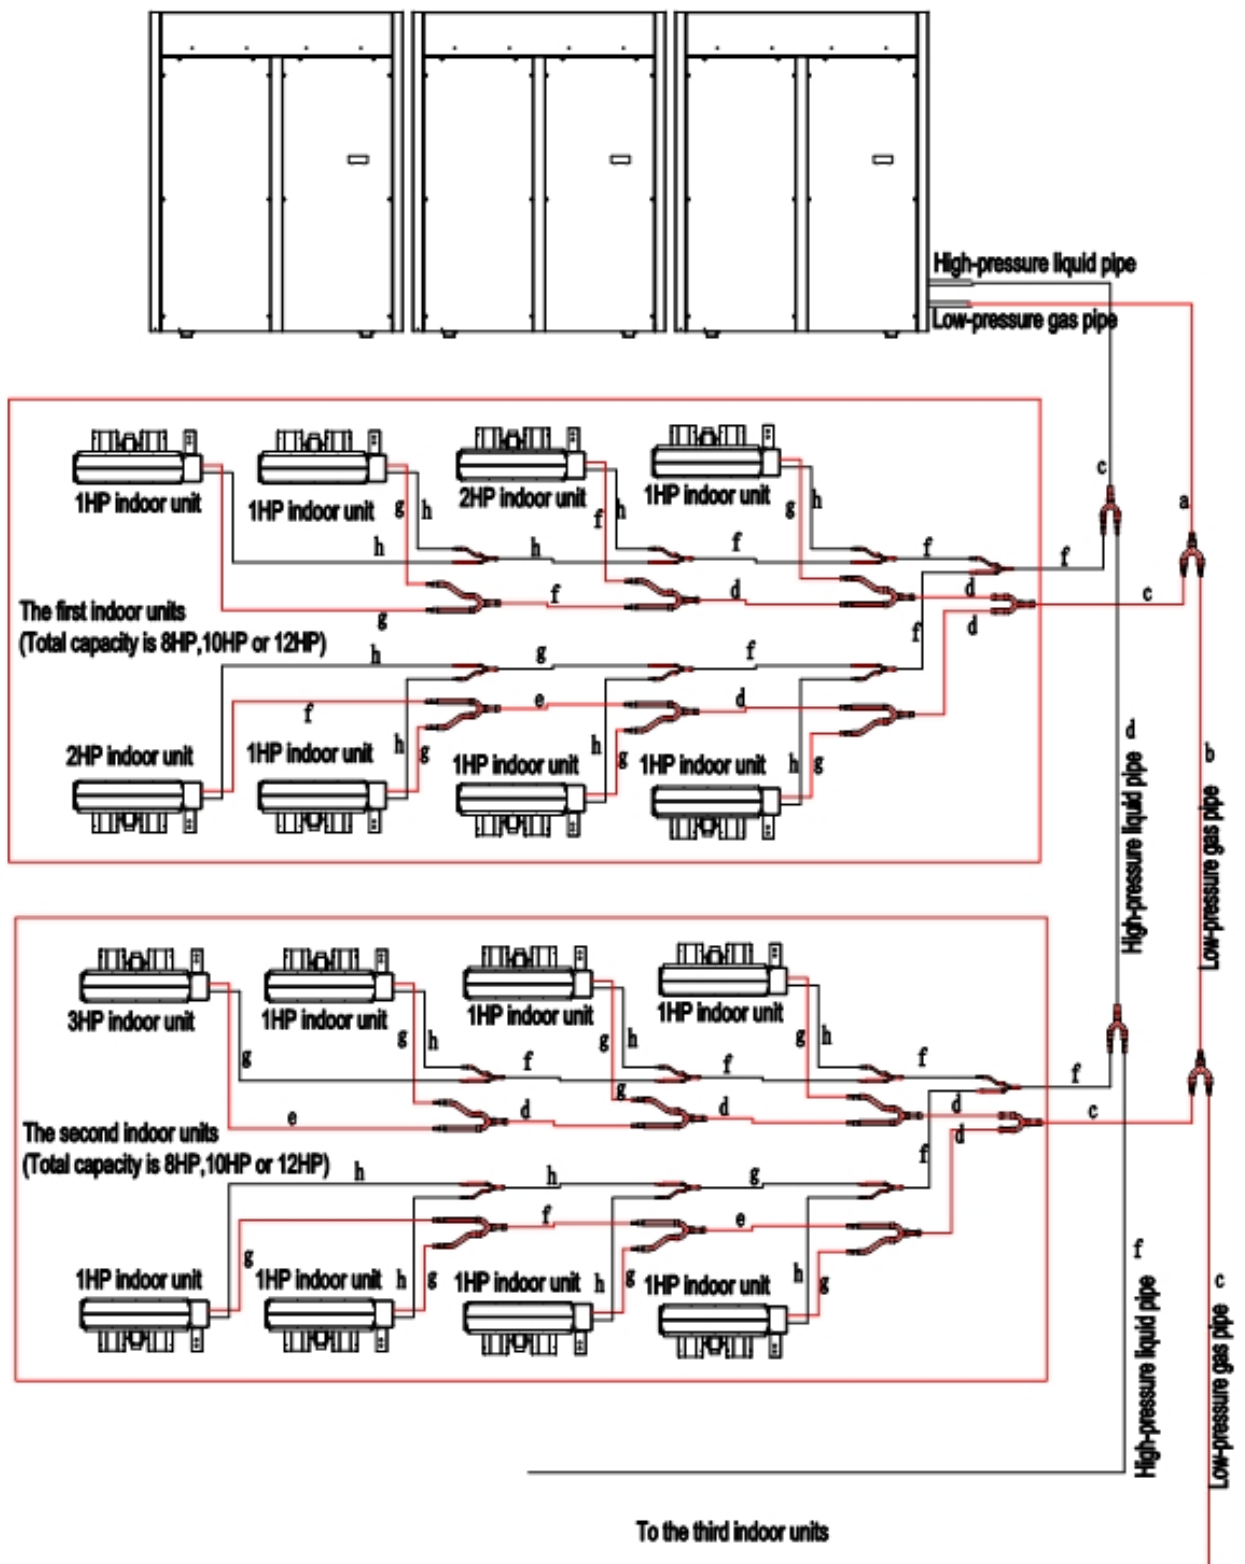 High-pressure liquid pipe
Low-pressure gas pipe
c
a
1HP indoor unit
1HP indoor unit
2HP indoor unit
1HP indoor unit
g h
f h
g h
h
h
f
f
f
g
f
d
d
c
The first indoor units
(Total capacity is 8HP,10HP or 12HP)
d
f
h
g
f
f
e
d
h g
h g
h g
2HP indoor unit
1HP indoor unit
1HP indoor unit
1HP indoor unit
d
High-pressure liquid pipe
b
Low-pressure gas pipe
3HP indoor unit
1HP indoor unit
1HP indoor unit
1HP indoor unit
g
g h
g h
g h
f
f
f
f
g
e
d
d
d
c
The second indoor units
(Total capacity is 8HP,10HP or 12HP)
d
f
h
h
g
g
f
e
h g
h g
h g
1HP indoor unit
1HP indoor unit
1HP indoor unit
1HP indoor unit
f
High-pressure liquid pipe
c
Low-pressure gas pipe
To the third indoor units